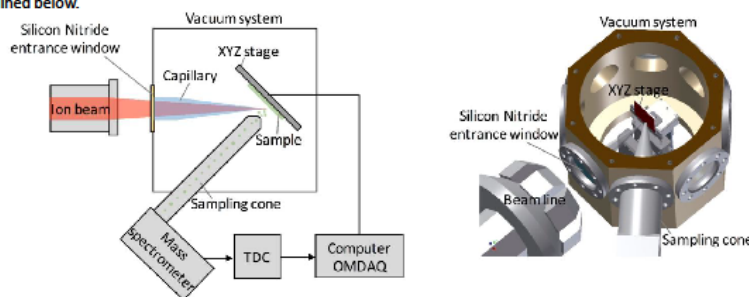 ined below.
Vacuum system
Silicon Nitride
entrance window
XYZ stage
Capillary
Ion beam
Sample
Sampling cone
Mass
spectrometer
TDC
Computer
OMDAQ
Vacuum system
XYZ stage
Silicon Nitride
entrance window
Beam line
Sampling cone